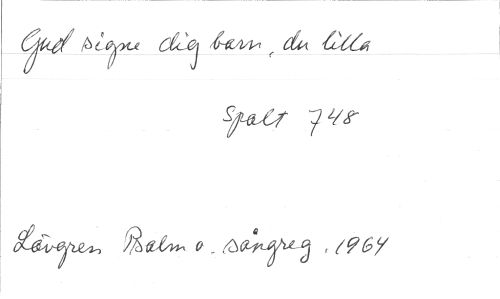 Gud signe dig barn, du lilla
Spalt 748
Lövgren Psalm o. sångreg. 1964